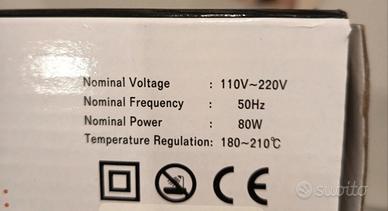 Nominal Voltage : 110V~220V
Nominal Frequency : 50Hz
Nominal Power : 80W
Temperature Regulation: 180~210℃
CE
subito